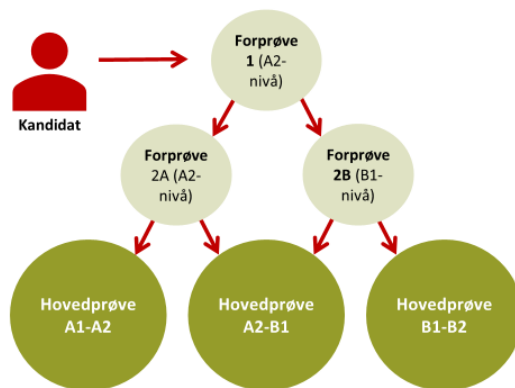 Forprøve
1 (A2-
nivå)
Kandidat
Forprøve
2A (A2-
nivå)
Forprøve
2B (B1-
nivå)
Hovedprøve
A1-A2
Hovedprøve
A2-B1
Hovedprøve
B1-B2